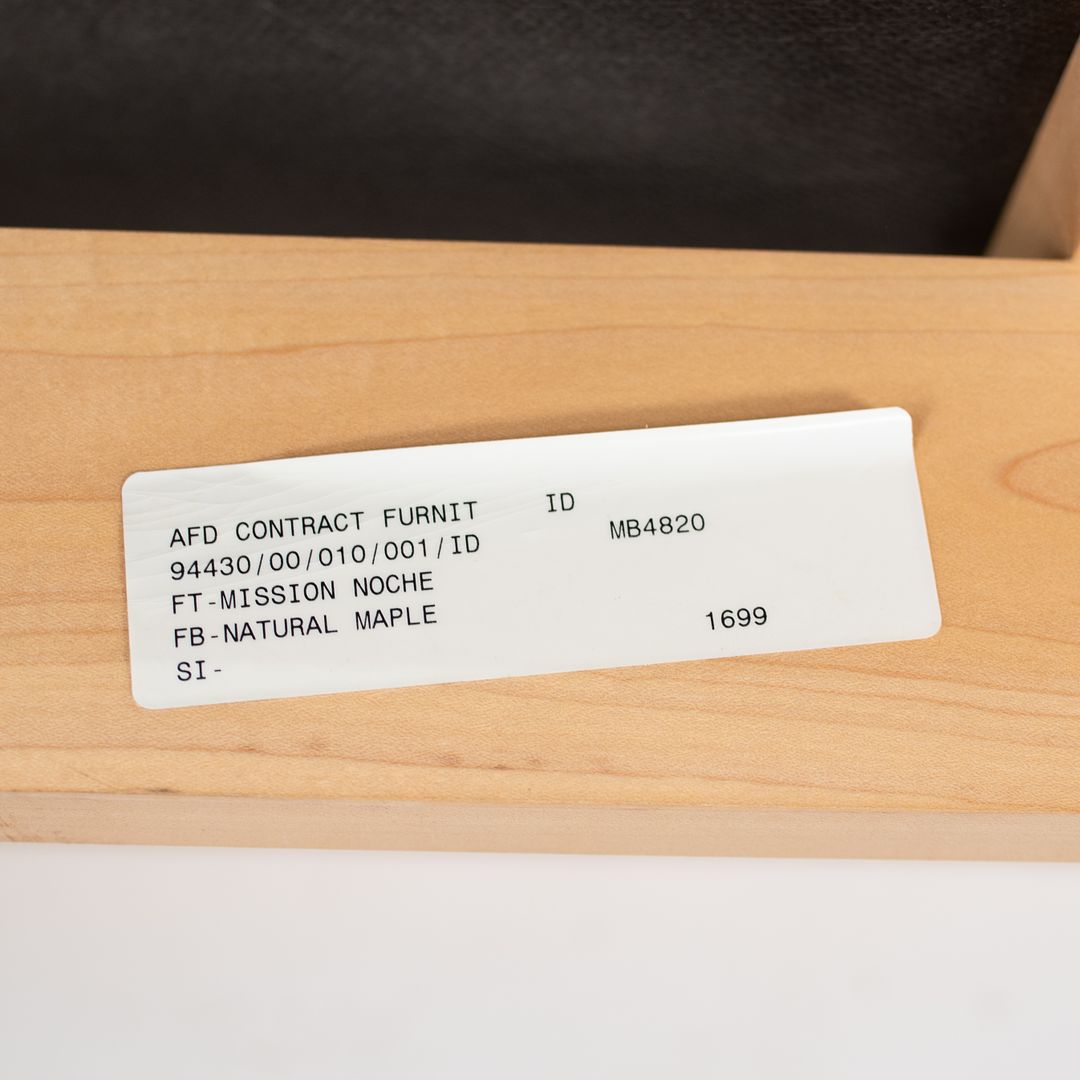 AFD CONTRACT FURNIT ID
94430/00/010/001/ID MB4820
FT-MISSION NOCHE
FB-NATURAL MAPLE 1699
SI-